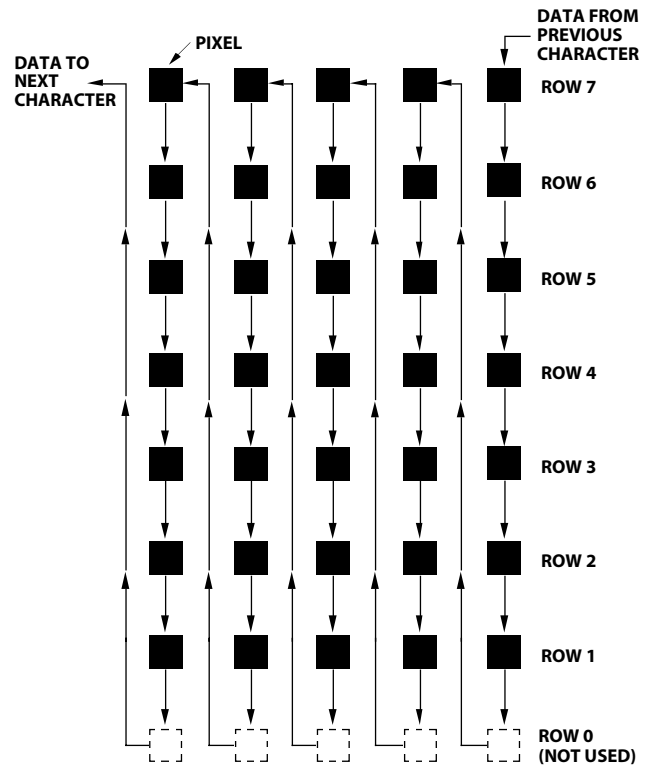 DATA FROM
PREVIOUS
CHARACTER
PIXEL
DATA TO
NEXT
CHARACTER
ROW 7
ROW 6
ROW 5
ROW 4
ROW 3
ROW 2
ROW 1
ROW 0
(NOT USED)